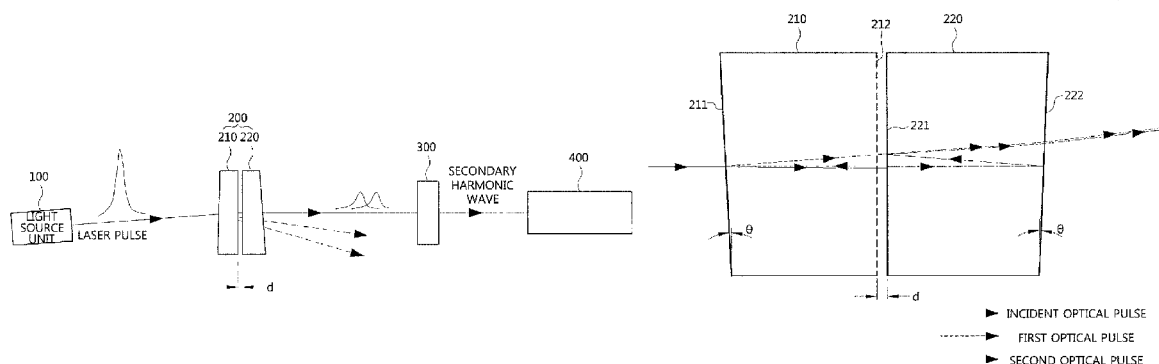 200
210 220
100
LIGHT
SOURCE
UNIT
LASER PULSE
d
300
SECONDARY
HARMONIC
WAVE
400
210
212
220
211
221
222
θ
θ
d
INCIDENT OPTICAL PULSE
FIRST OPTICAL PULSE
SECOND OPTICAL PULSE